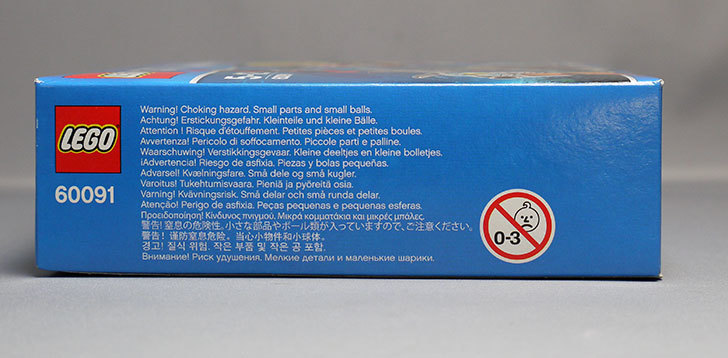 LEGO
60091
Warning! Choking hazard. Small parts and small balls.
Achtung! Erstickungsgefahr. Kleinteile und kleine Bälle.
Attention ! Risque d'étouffement. Petites pièces et petites boules.
Avvertenza! Pericolo di soffocamento. Piccole parti e palline.
Waarschuwing! Verstikkingsgevaar. Kleine deeltjes en kleine bolletjes.
¡Advertencia! Riesgo de asfixia. Piezas y bolas pequeñas.
Advarsel! Kvælningsfare. Små dele og små kugler.
Varoitus! Tukehtumisvaara. Pieniä ja pyöreitä osia.
Varning! Kvävningsrisk. Små delar och små runda delar.
Atenção! Perigo de asfixia. Peças pequenas e pequenas esferas.
Προειδοποίηση! Κίνδυνος πνιγμού. Μικρά κομματάκια και μικρές μπάλες.
警告! 窒息の危険性。小さな部品やボール類が入っていますので、ご注意ください。
警告! 谨防窒息危险。当心小物件和小球体。
경고! 질식 위험. 작은 부품 및 작은 공 포함.
Внимание! Риск удушения. Мелкие детали и маленькие шарики.
0-3